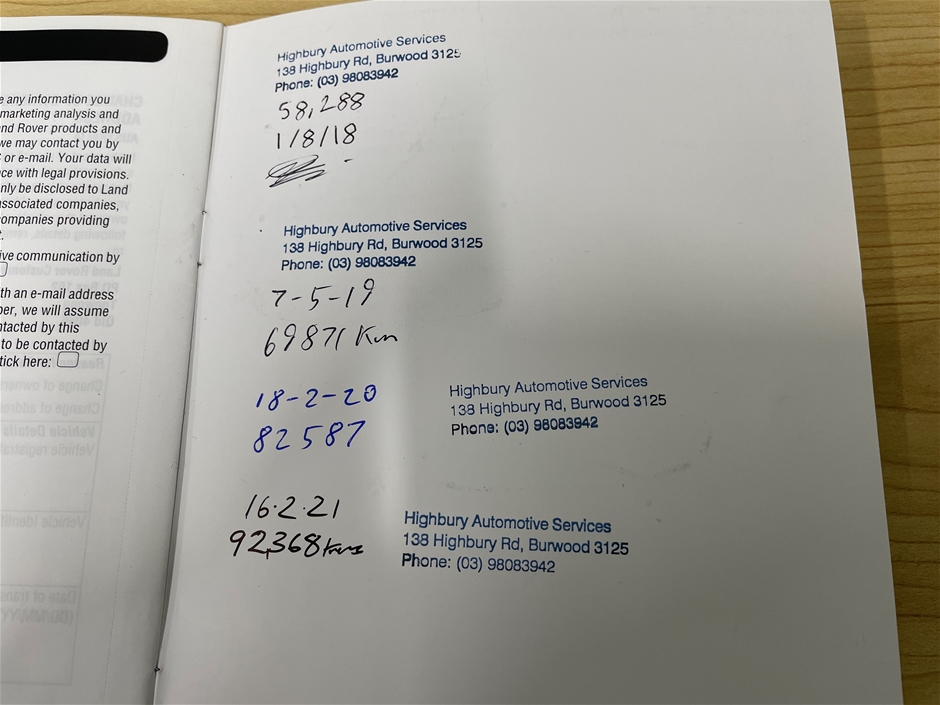 e any information you
marketing analysis and
nd Rover products and
we may contact you by
or e-mail. Your data will
ce with legal provisions.
nly be disclosed to Land
ssociated companies,
ompanies providing
ive communication by
th an e-mail address
per, we will assume
ntacted by this
to be contacted by
tick here:
Highbury Automotive Services
138 Highbury Rd, Burwood 3125
Phone: (03) 98083942
58,288
1/8/18
Highbury Automotive Services
138 Highbury Rd, Burwood 3125
Phone: (03) 98083942
7-5-19
69871 Km
18-2-20
82587
Highbury Automotive Services
138 Highbury Rd, Burwood 3125
Phone: (03) 98083942
16.2.21
92,368 kms
Highbury Automotive Services
138 Highbury Rd, Burwood 3125
Phone: (03) 98083942